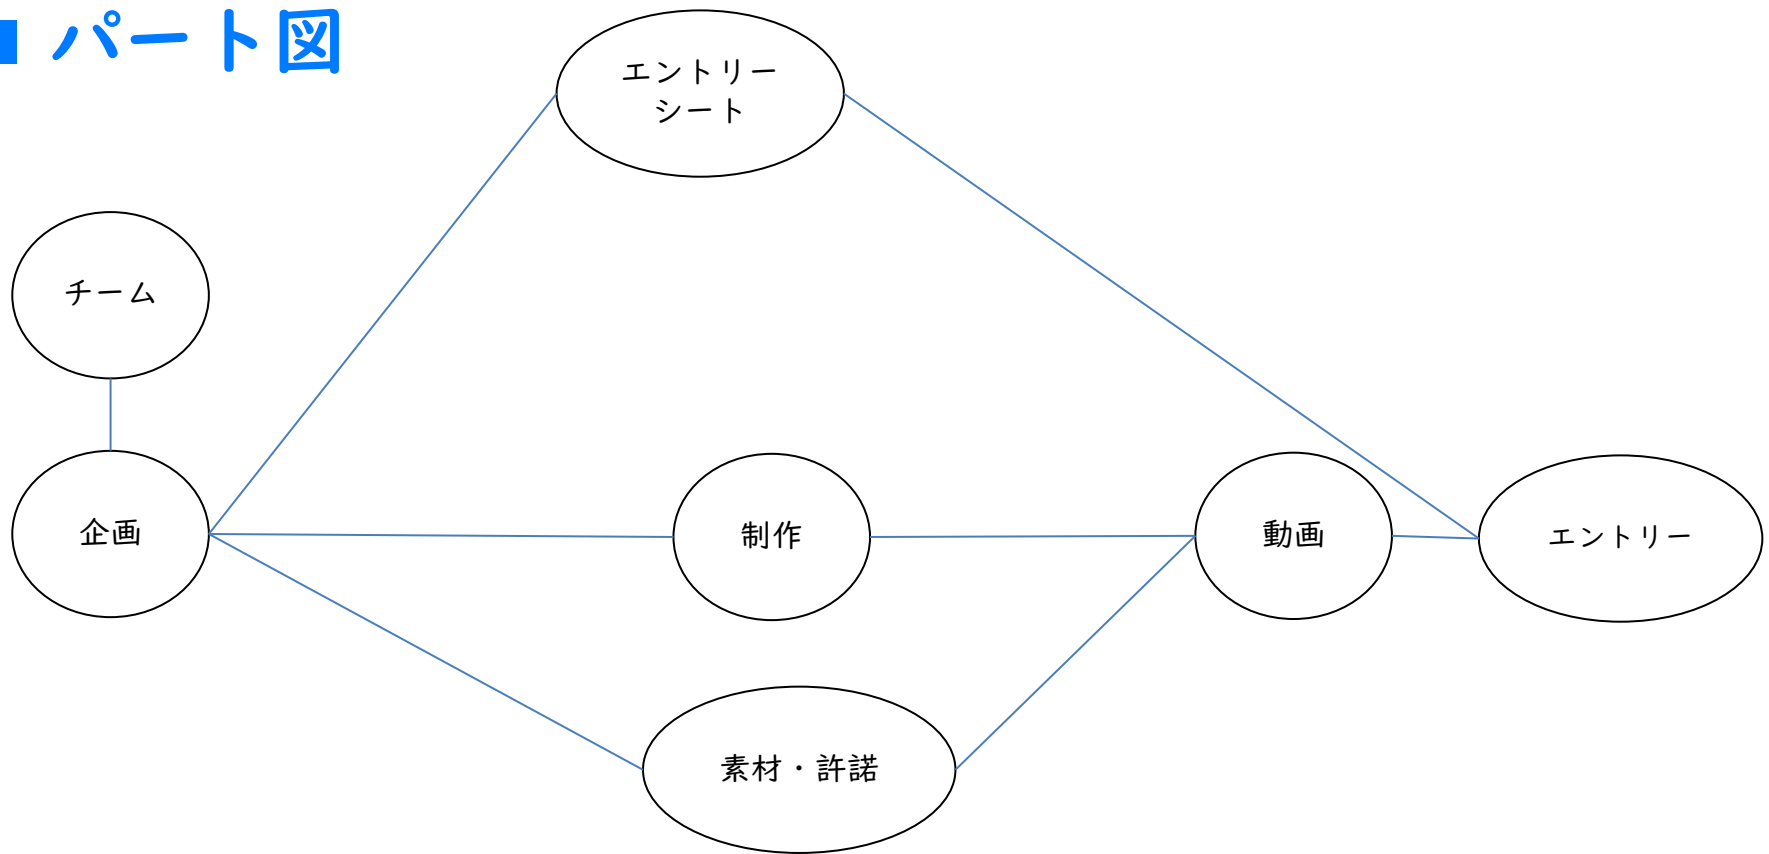 パート図
エントリー
シート
チーム
企画
制作
動画
エントリー
素材・許諾